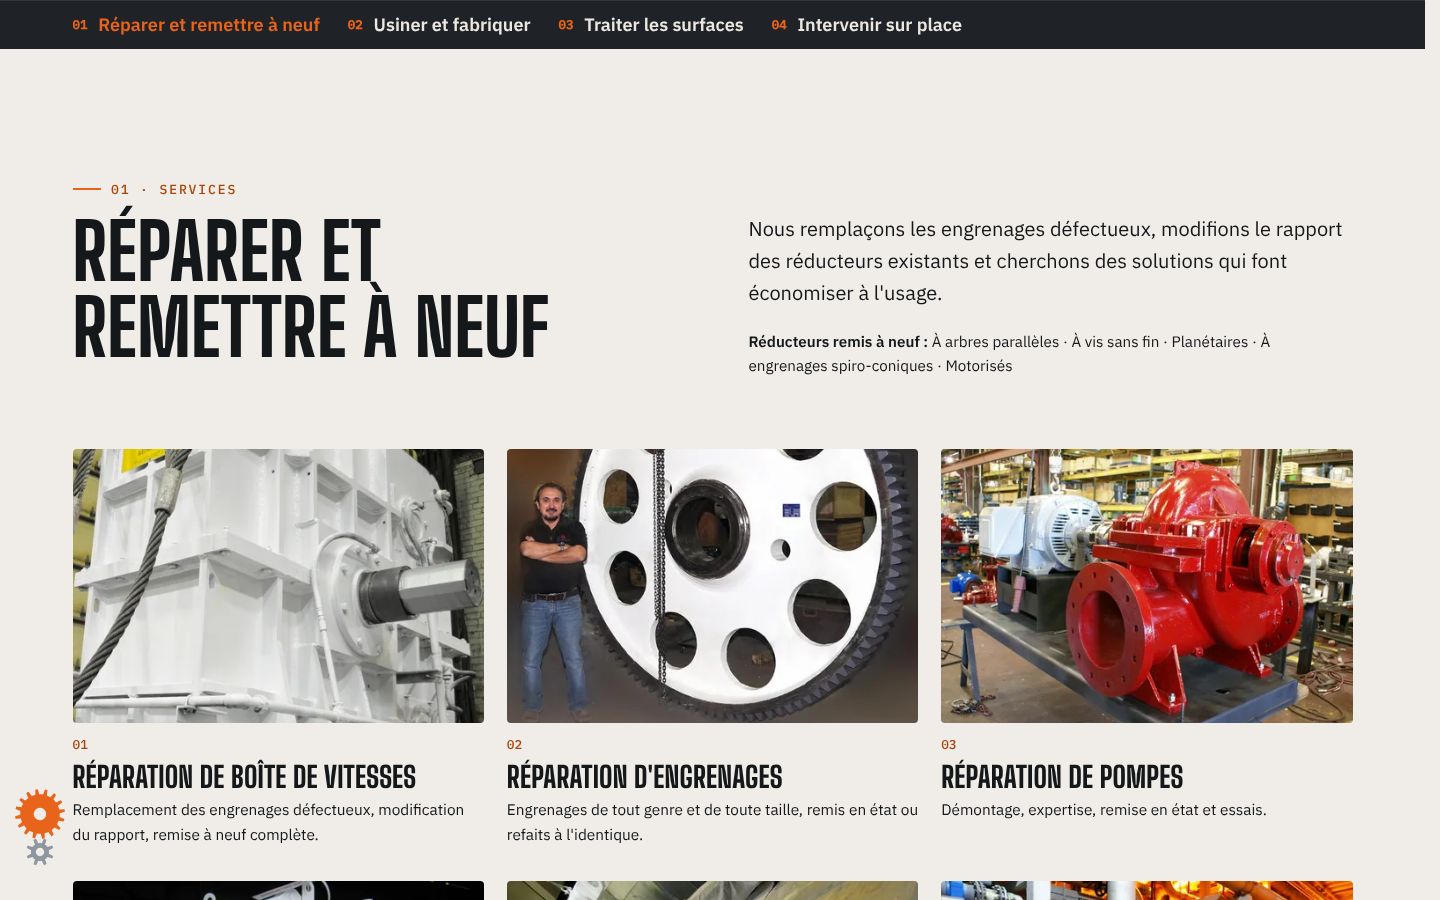 01 Réparer et remettre à neuf 02 Usiner et fabriquer 03 Traiter les surfaces 04 Intervenir sur place
01 · SERVICES
RÉPARER ET
REMETTRE À NEUF
Nous remplaçons les engrenages défectueux, modifions le rapport
des réducteurs existants et cherchons des solutions qui font
économiser à l'usage.
Réducteurs remis à neuf : À arbres parallèles · À vis sans fin · Planétaires · À
engrenages spiro-coniques · Motorisés
01
RÉPARATION DE BOÎTE DE VITESSES
Remplacement des engrenages défectueux, modification
du rapport, remise à neuf complète.
02
RÉPARATION D'ENGRENAGES
Engrenages de tout genre et de toute taille, remis en état ou
refaits à l'identique.
03
RÉPARATION DE POMPES
Démontage, expertise, remise en état et essais.